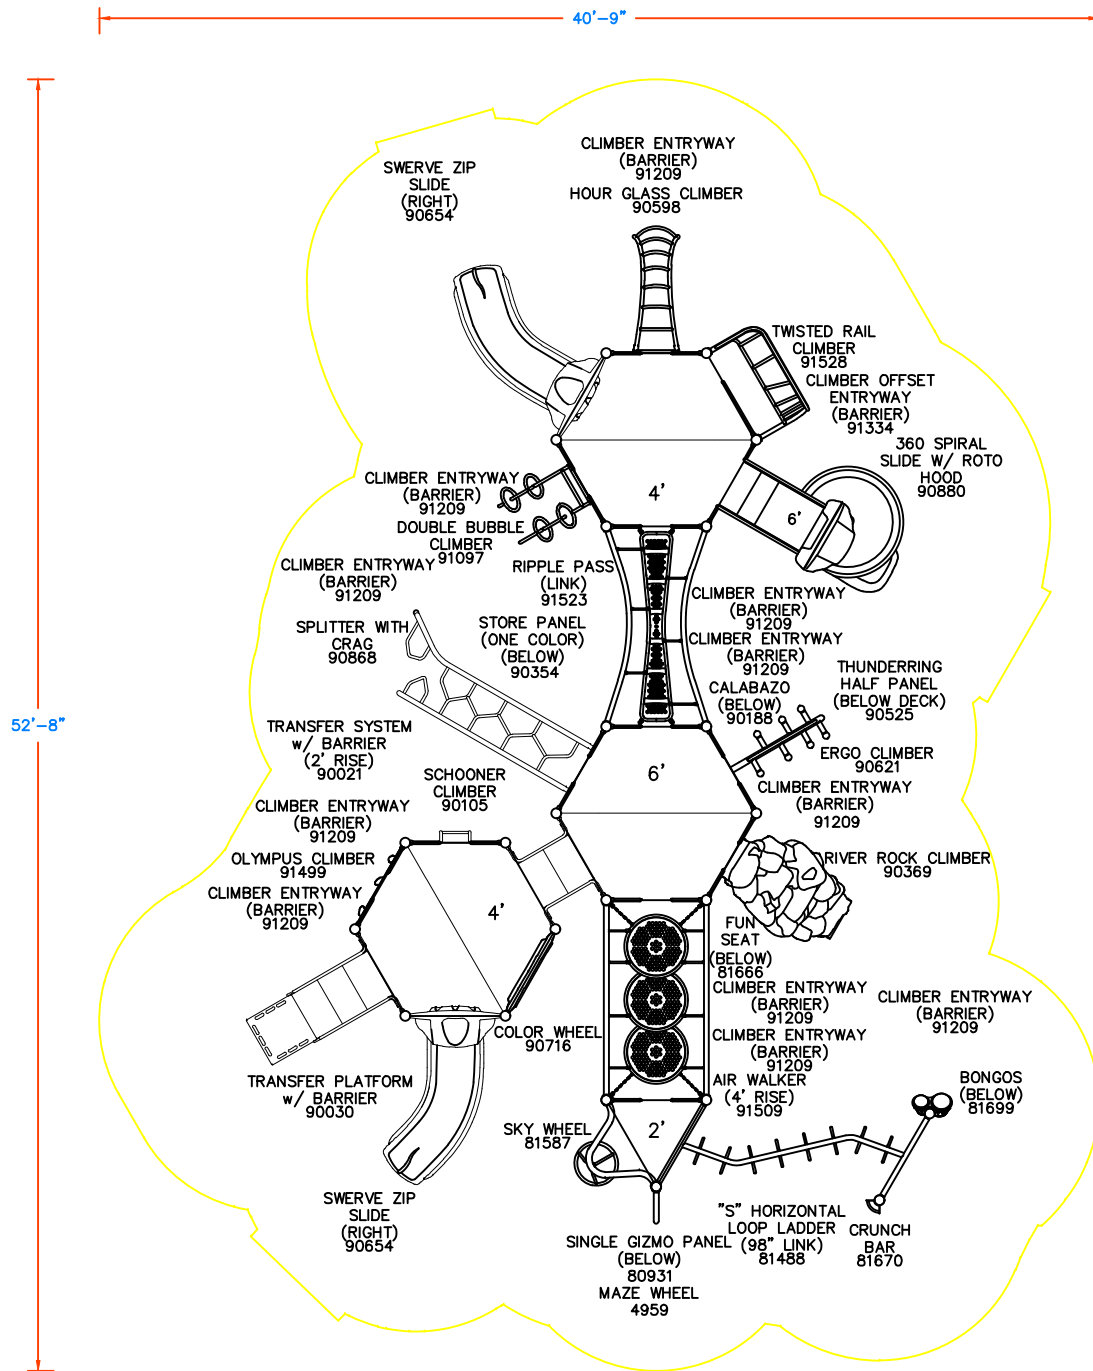 40'-9"
CLIMBER ENTRYWAY
(BARRIER)
91209
HOUR GLASS CLIMBER
90598
SWERVE ZIP
SLIDE
(RIGHT)
90654
TWISTED RAIL
CLIMBER
91528
CLIMBER OFFSET
ENTRYWAY
(BARRIER)
91334
360 SPIRAL
SLIDE W/ ROTO
HOOD
90880
4'
6'
CLIMBER ENTRYWAY
(BARRIER)
91209
DOUBLE BUBBLE
CLIMBER
91097
CLIMBER ENTRYWAY
(BARRIER)
91209
RIPPLE PASS
(LINK)
91523
CLIMBER ENTRYWAY
(BARRIER)
91209
SPLITTER WITH
CRAG
90868
STORE PANEL
(ONE COLOR)
(BELOW)
90354
CLIMBER ENTRYWAY
(BARRIER)
91209
CALABAZO
(BELOW)
90188
THUNDERRING
HALF PANEL
(BELOW DECK)
90525
52'-8"
TRANSFER SYSTEM
w/ BARRIER
(2' RISE)
90021
SCHOONER
CLIMBER
90105
6'
ERGO CLIMBER
90621
CLIMBER ENTRYWAY
(BARRIER)
91209
CLIMBER ENTRYWAY
(BARRIER)
91209
OLYMPUS CLIMBER
91499
CLIMBER ENTRYWAY
(BARRIER)
91209
4'
RIVER ROCK CLIMBER
90369
FUN
SEAT
(BELOW)
81666
CLIMBER ENTRYWAY
(BARRIER)
91209
CLIMBER ENTRYWAY
(BARRIER)
91209
COLOR WHEEL
90716
CLIMBER ENTRYWAY
(BARRIER)
91209
TRANSFER PLATFORM
w/ BARRIER
90030
AIR WALKER
(4' RISE)
91509
BONGOS
(BELOW)
81699
SKY WHEEL
81587
2'
SWERVE ZIP
SLIDE
(RIGHT)
90654
SINGLE GIZMO PANEL
(BELOW)
80931
MAZE WHEEL
4959
"S" HORIZONTAL
LOOP LADDER
(98" LINK)
81488
CRUNCH
BAR
81670